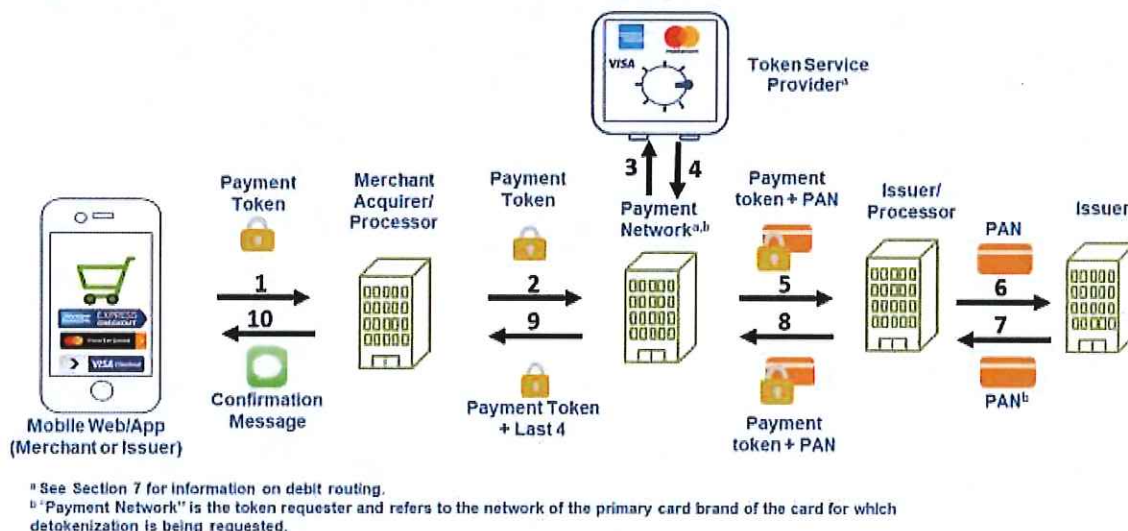 VISA
Token Service
Providerᵃ
3
4
Payment
Token
Merchant
Acquirer/
Processor
Payment
Token
Payment
Networkᵃ,ᵇ
Payment
token + PAN
Issuer/
Processor
PAN
Issuer
1
2
5
6
10
9
8
7
EXPRESS
CHECKOUT
VISA Checkout
Confirmation
Message
Payment Token
+ Last 4
Payment
token + PAN
PANᵇ
Mobile Web/App
(Merchant or Issuer)
ᵃ See Section 7 for information on debit routing.
ᵇ "Payment Network" is the token requester and refers to the network of the primary card brand of the card for which
detokenization is being requested.